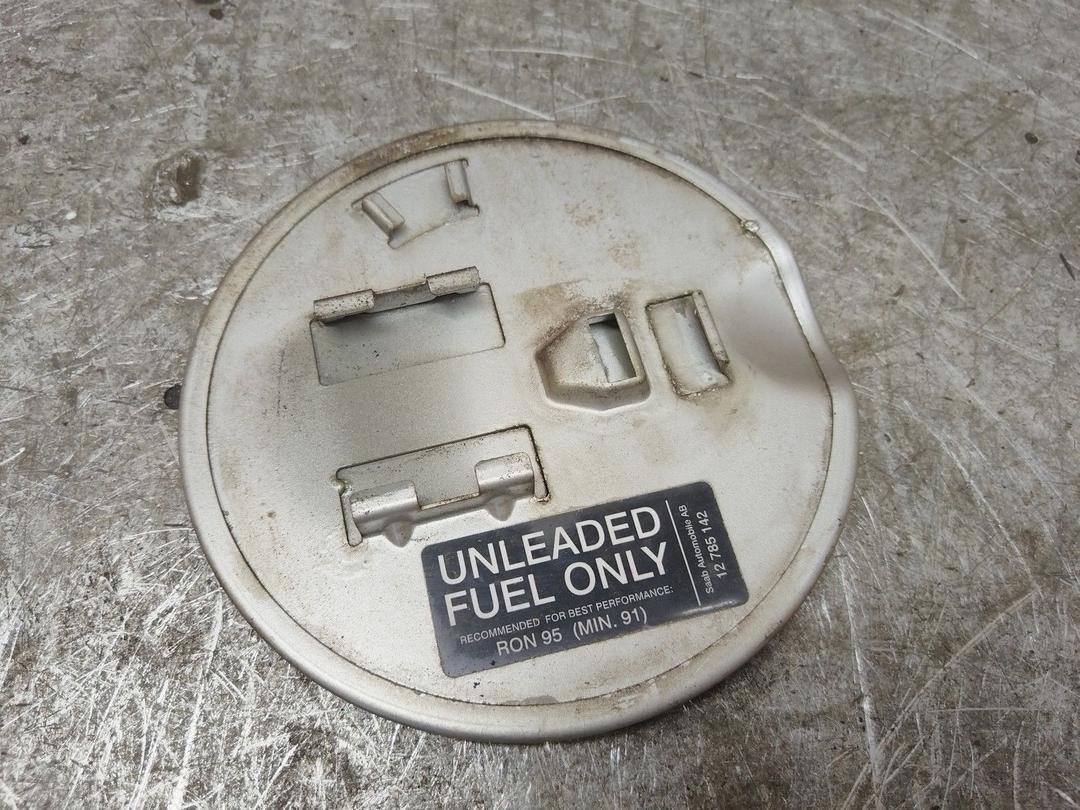 UNLEADED
FUEL ONLY
RECOMMENDED FOR BEST PERFORMANCE:
RON 95 (MIN. 91)
Saab Automobile AB
12 785 142